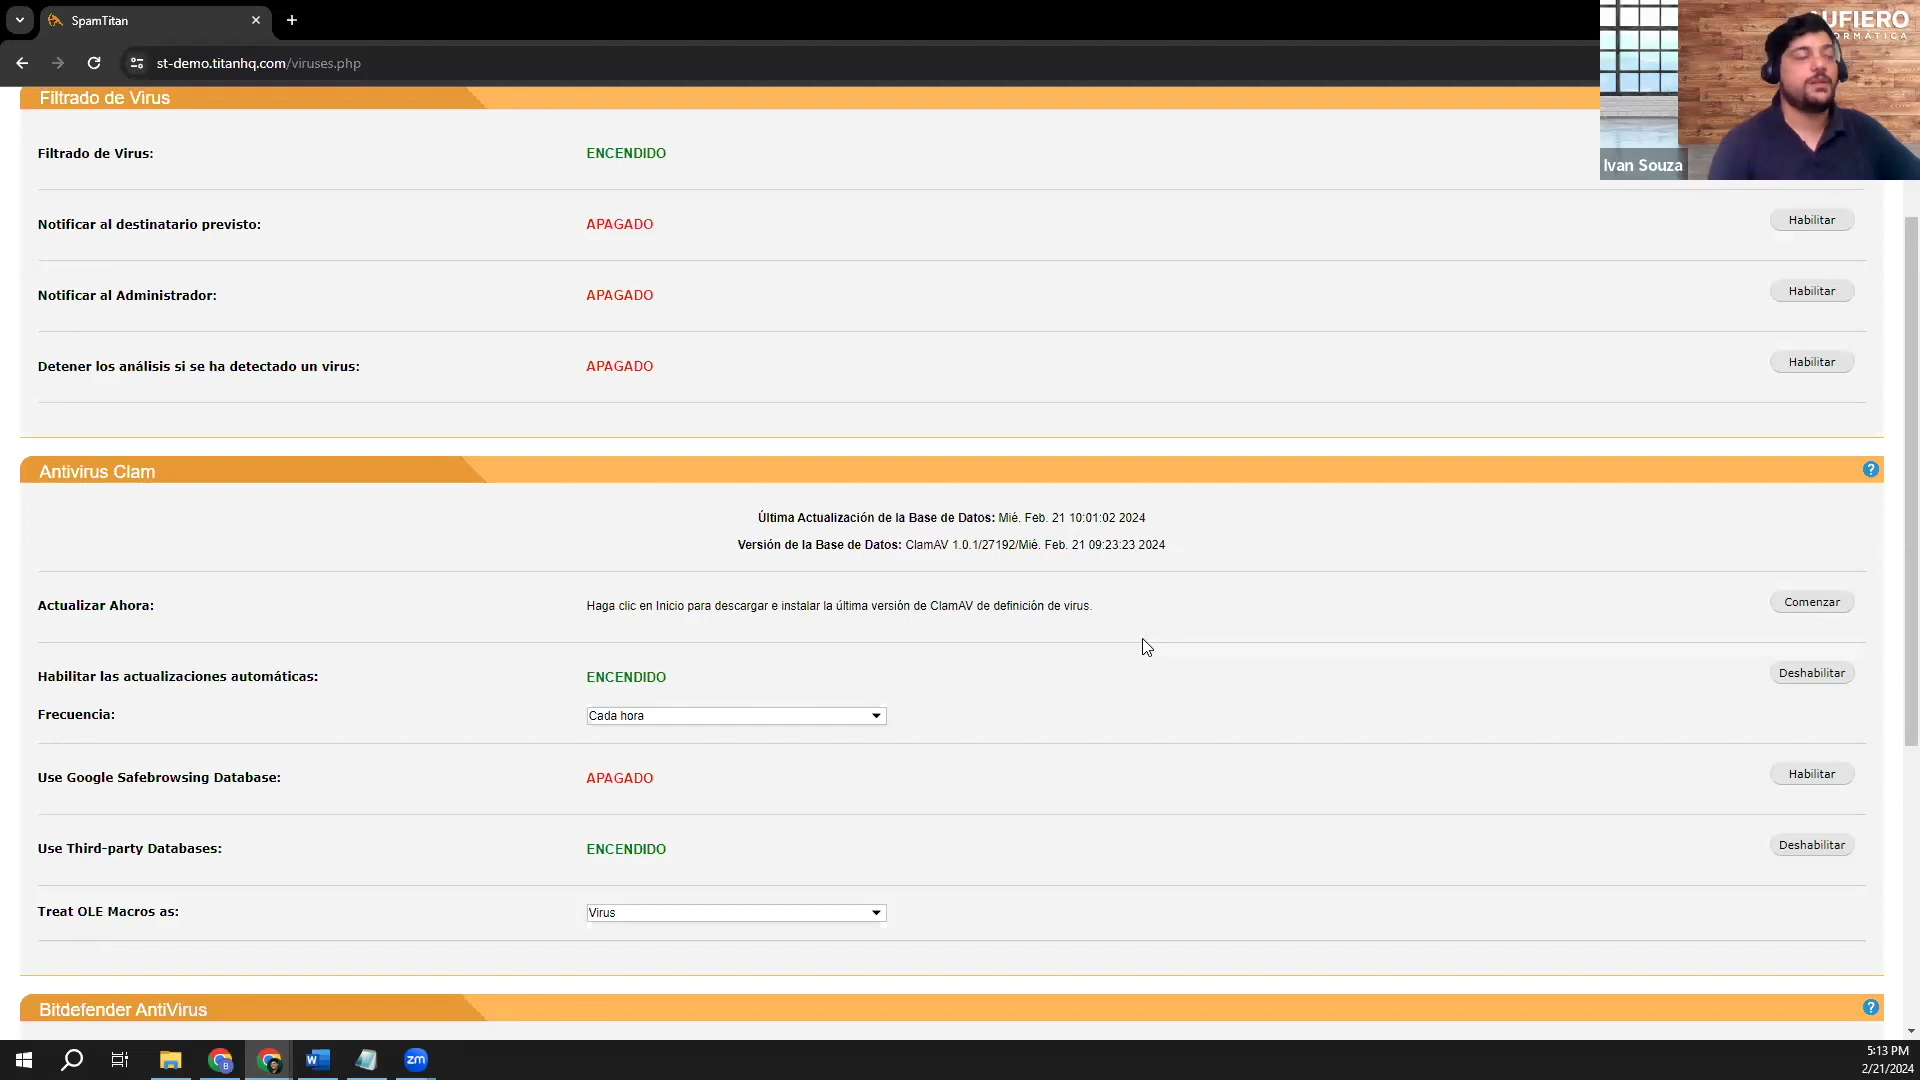 SpamTitan
st-demo.titanhq.com/viruses.php
UFIERO
ORMÁTICA
Ivan Souza
Filtrado de Virus
Filtrado de Virus:
ENCENDIDO
Notificar al destinatario previsto:
APAGADO
Habilitar
Notificar al Administrador:
APAGADO
Habilitar
Detener los análisis si se ha detectado un virus:
APAGADO
Habilitar
Antivirus Clam
?
Última Actualización de la Base de Datos: Mié. Feb. 21 10:01:02 2024
Versión de la Base de Datos: ClamAV 1.0.1/27192/Mié. Feb. 21 09:23:23 2024
Actualizar Ahora:
Haga clic en Inicio para descargar e instalar la última versión de ClamAV de definición de virus.
Comenzar
Habilitar las actualizaciones automáticas:
ENCENDIDO
Deshabilitar
Frecuencia:
Cada hora
Use Google Safebrowsing Database:
APAGADO
Habilitar
Use Third-party Databases:
ENCENDIDO
Deshabilitar
Treat OLE Macros as:
Virus
Bitdefender AntiVirus
?
zm
5:13 PM
2/21/2024